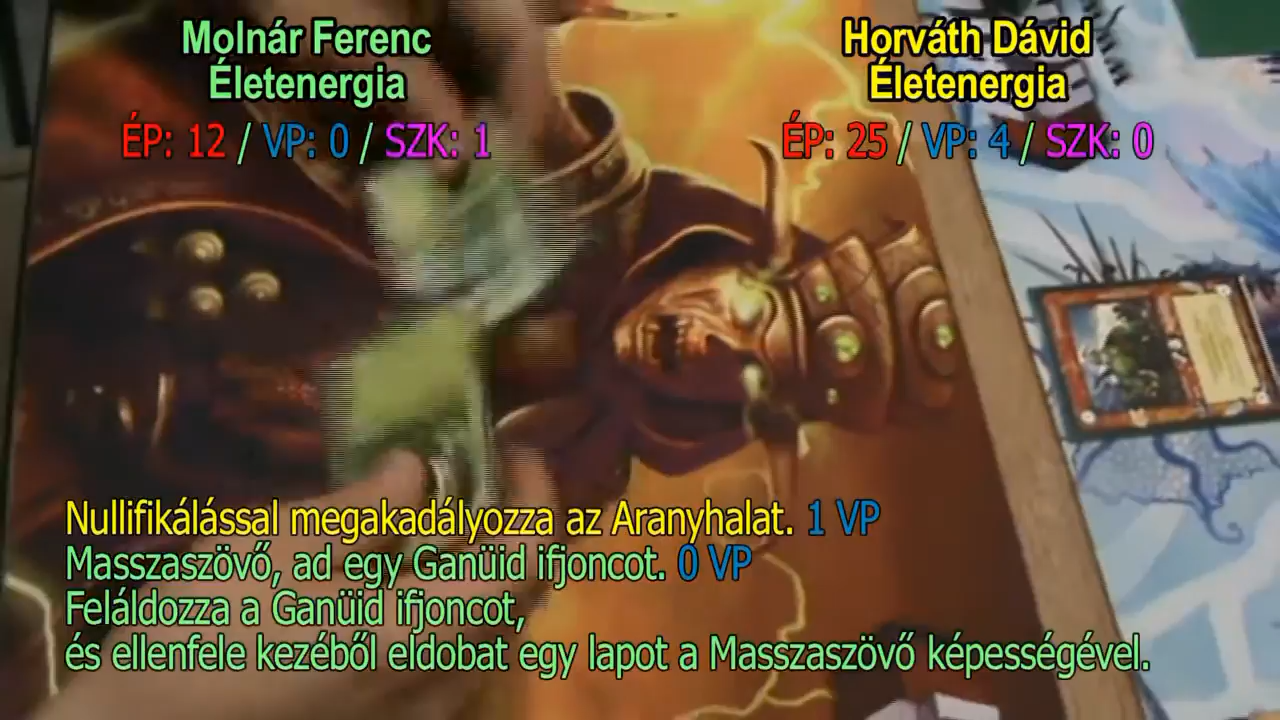 Molnár Ferenc
Életenergia
ÉP: 12 / VP: 0 / SZK: 1
Horváth Dávid
Életenergia
ÉP: 25 / VP: 4 / SZK: 0
Nullifikálással megakadályozza az Aranyhalat. 1 VP
Masszaszövő, ad egy Ganüid ifjoncot. 0 VP
Feláldozza a Ganüid ifjoncot,
és ellenfele kezéből eldobat egy lapot a Masszaszövő képességével.